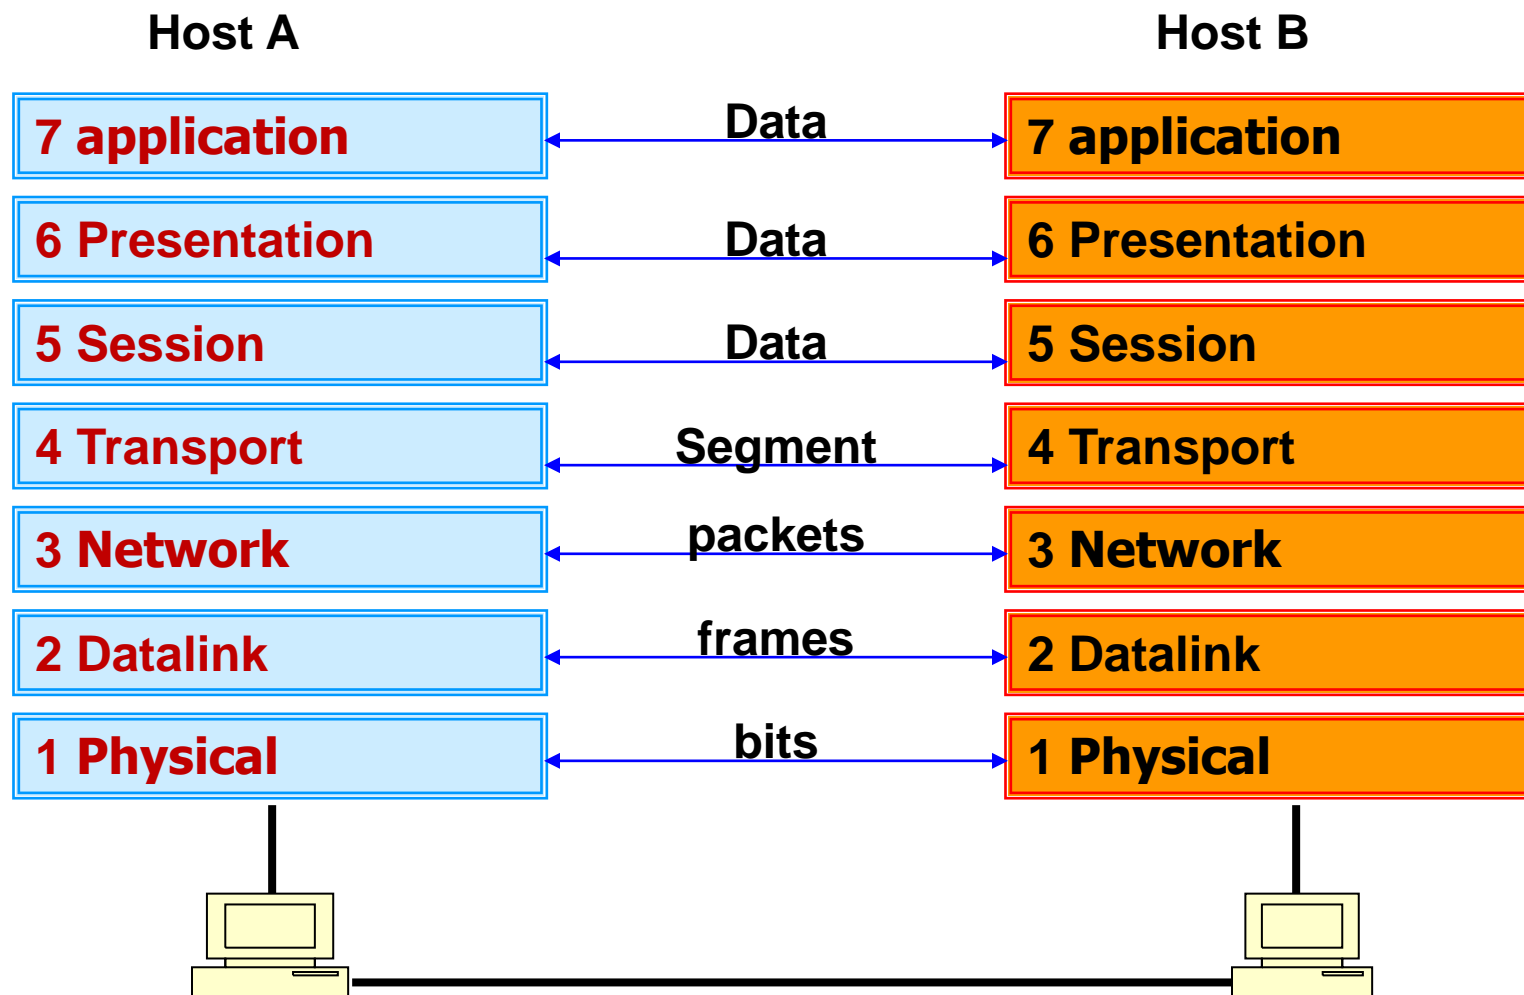 Host A Host B
7 application Data 7 application
6 Presentation Data 6 Presentation
5 Session Data 5 Session
4 Transport Segment 4 Transport
3 Network packets 3 Network
2 Datalink frames 2 Datalink
1 Physical bits 1 Physical